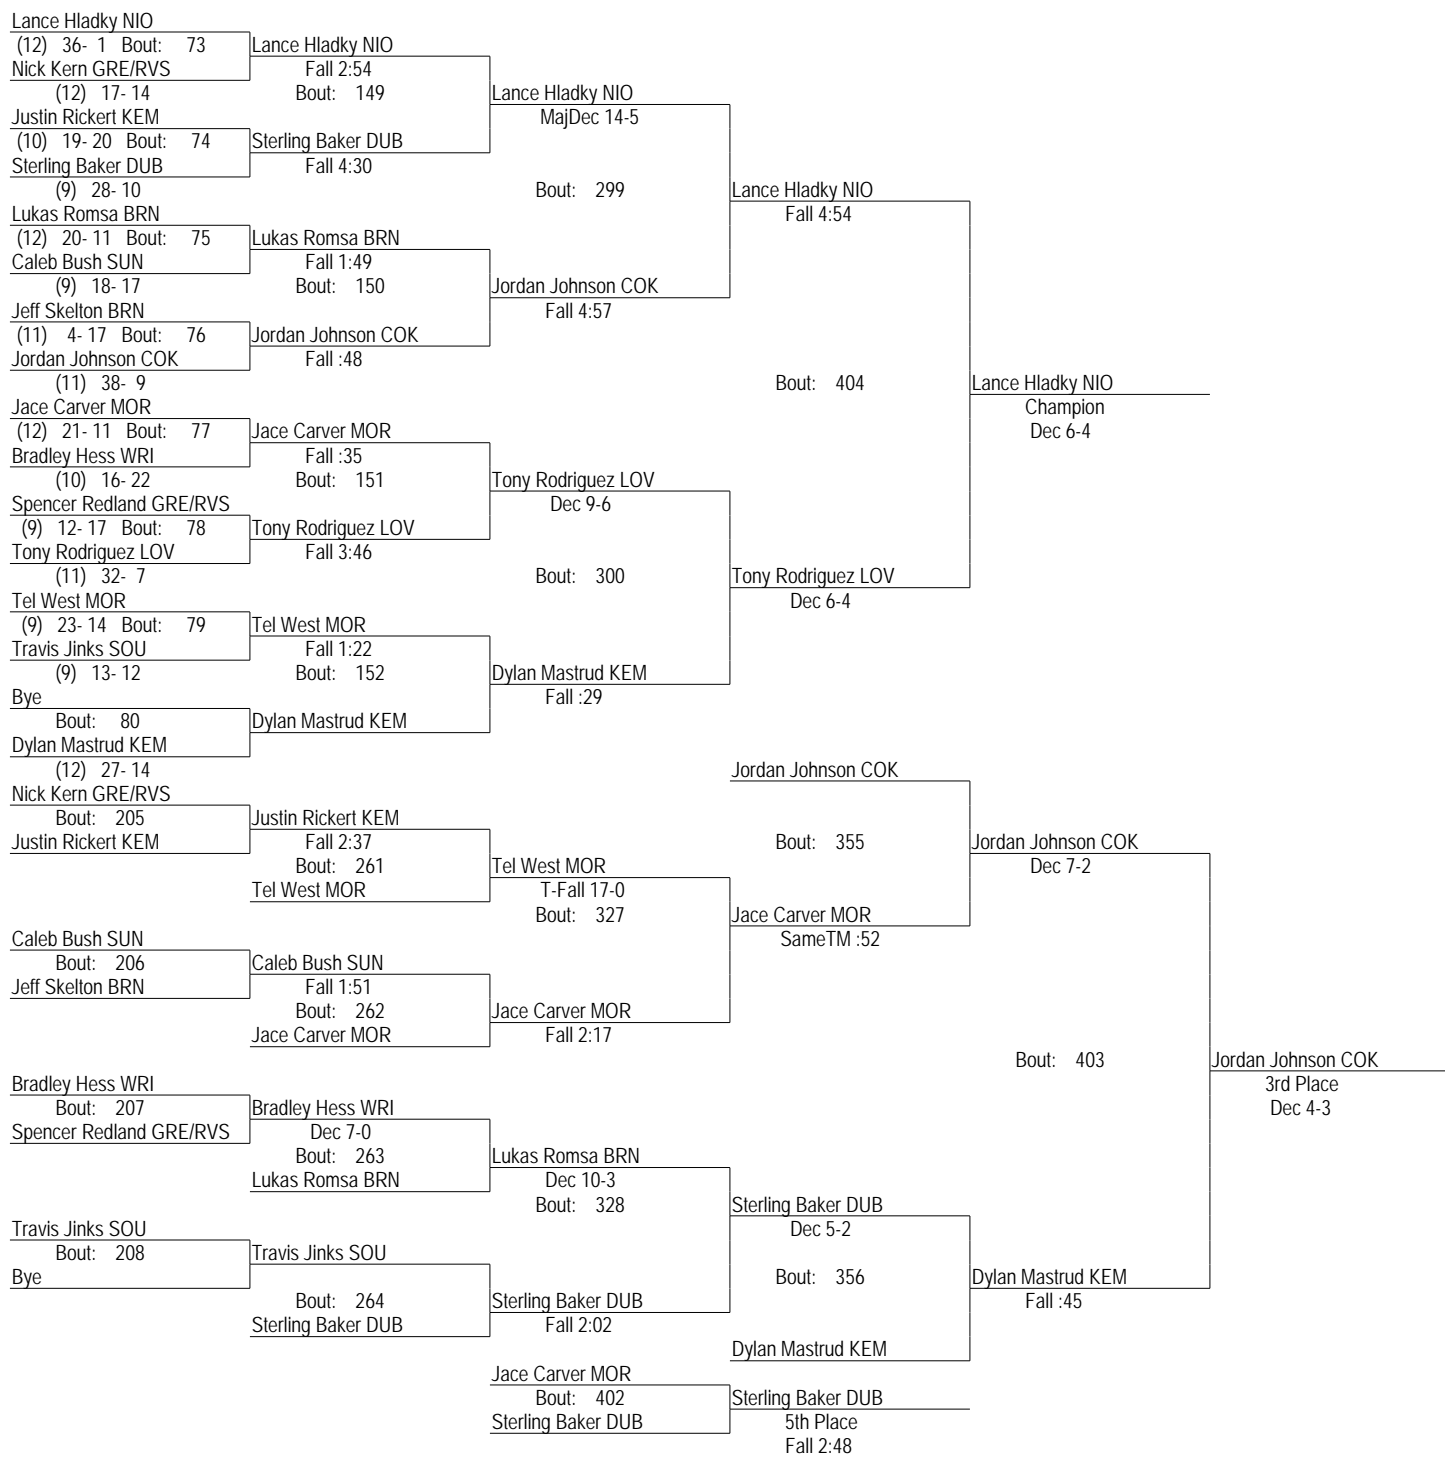 Lance Hladky NIO
(12) 36- 1 Bout: 73
Lance Hladky NIO
Nick Kern GRE/RVS
Fall 2:54
(12) 17- 14
Bout: 149
Lance Hladky NIO
Justin Rickert KEM
MajDec 14-5
(10) 19- 20 Bout: 74
Sterling Baker DUB
Sterling Baker DUB
Fall 4:30
(9) 28- 10
Bout: 299
Lance Hladky NIO
Lukas Romsa BRN
Fall 4:54
(12) 20- 11 Bout: 75
Lukas Romsa BRN
Caleb Bush SUN
Fall 1:49
(9) 18- 17
Bout: 150
Jordan Johnson COK
Jeff Skelton BRN
Fall 4:57
(11) 4- 17 Bout: 76
Jordan Johnson COK
Jordan Johnson COK
Fall :48
(11) 38- 9
Bout: 404
Lance Hladky NIO
Jace Carver MOR
Champion
(12) 21- 11 Bout: 77
Jace Carver MOR
Dec 6-4
Bradley Hess WRI
Fall :35
(10) 16- 22
Bout: 151
Tony Rodriguez LOV
Spencer Redland GRE/RVS
Dec 9-6
(9) 12- 17 Bout: 78
Tony Rodriguez LOV
Tony Rodriguez LOV
Fall 3:46
(11) 32- 7
Bout: 300
Tony Rodriguez LOV
Tel West MOR
Dec 6-4
(9) 23- 14 Bout: 79
Tel West MOR
Travis Jinks SOU
Fall 1:22
(9) 13- 12
Bout: 152
Dylan Mastrud KEM
Bye
Fall :29
Bout: 80
Dylan Mastrud KEM
Dylan Mastrud KEM
(12) 27- 14
Jordan Johnson COK
Nick Kern GRE/RVS
Bout: 205
Justin Rickert KEM
Justin Rickert KEM
Fall 2:37
Bout: 355
Jordan Johnson COK
Bout: 261
Tel West MOR
Dec 7-2
Tel West MOR
T-Fall 17-0
Bout: 327
Jace Carver MOR
Caleb Bush SUN
SameTM :52
Bout: 206
Caleb Bush SUN
Jeff Skelton BRN
Fall 1:51
Bout: 262
Jace Carver MOR
Jace Carver MOR
Fall 2:17
Bout: 403
Jordan Johnson COK
Bradley Hess WRI
3rd Place
Bout: 207
Bradley Hess WRI
Dec 4-3
Spencer Redland GRE/RVS
Dec 7-0
Bout: 263
Lukas Romsa BRN
Lukas Romsa BRN
Dec 10-3
Bout: 328
Sterling Baker DUB
Travis Jinks SOU
Dec 5-2
Bout: 208
Travis Jinks SOU
Bye
Bout: 356
Dylan Mastrud KEM
Bout: 264
Sterling Baker DUB
Fall :45
Sterling Baker DUB
Fall 2:02
Dylan Mastrud KEM
Jace Carver MOR
Bout: 402
Sterling Baker DUB
Sterling Baker DUB
5th Place
Fall 2:48